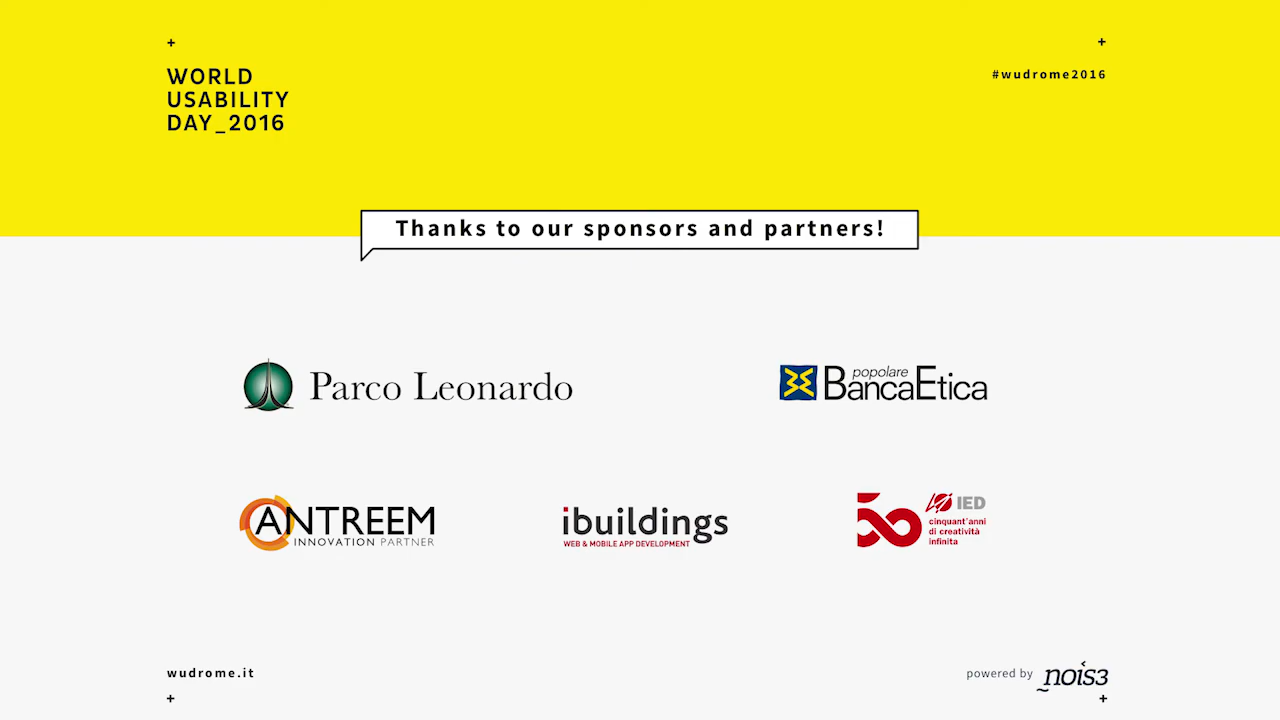 WORLD
USABILITY
DAY_2016
#wudrome2016
Thanks to our sponsors and partners!
Parco Leonardo
popolare
BancaEtica
ANTREEM
INNOVATION PARTNER
ibuildings
WEB & MOBILE APP DEVELOPMENT
50
IED
cinquant'anni
di creatività
infinita
wudrome.it
powered by nois3